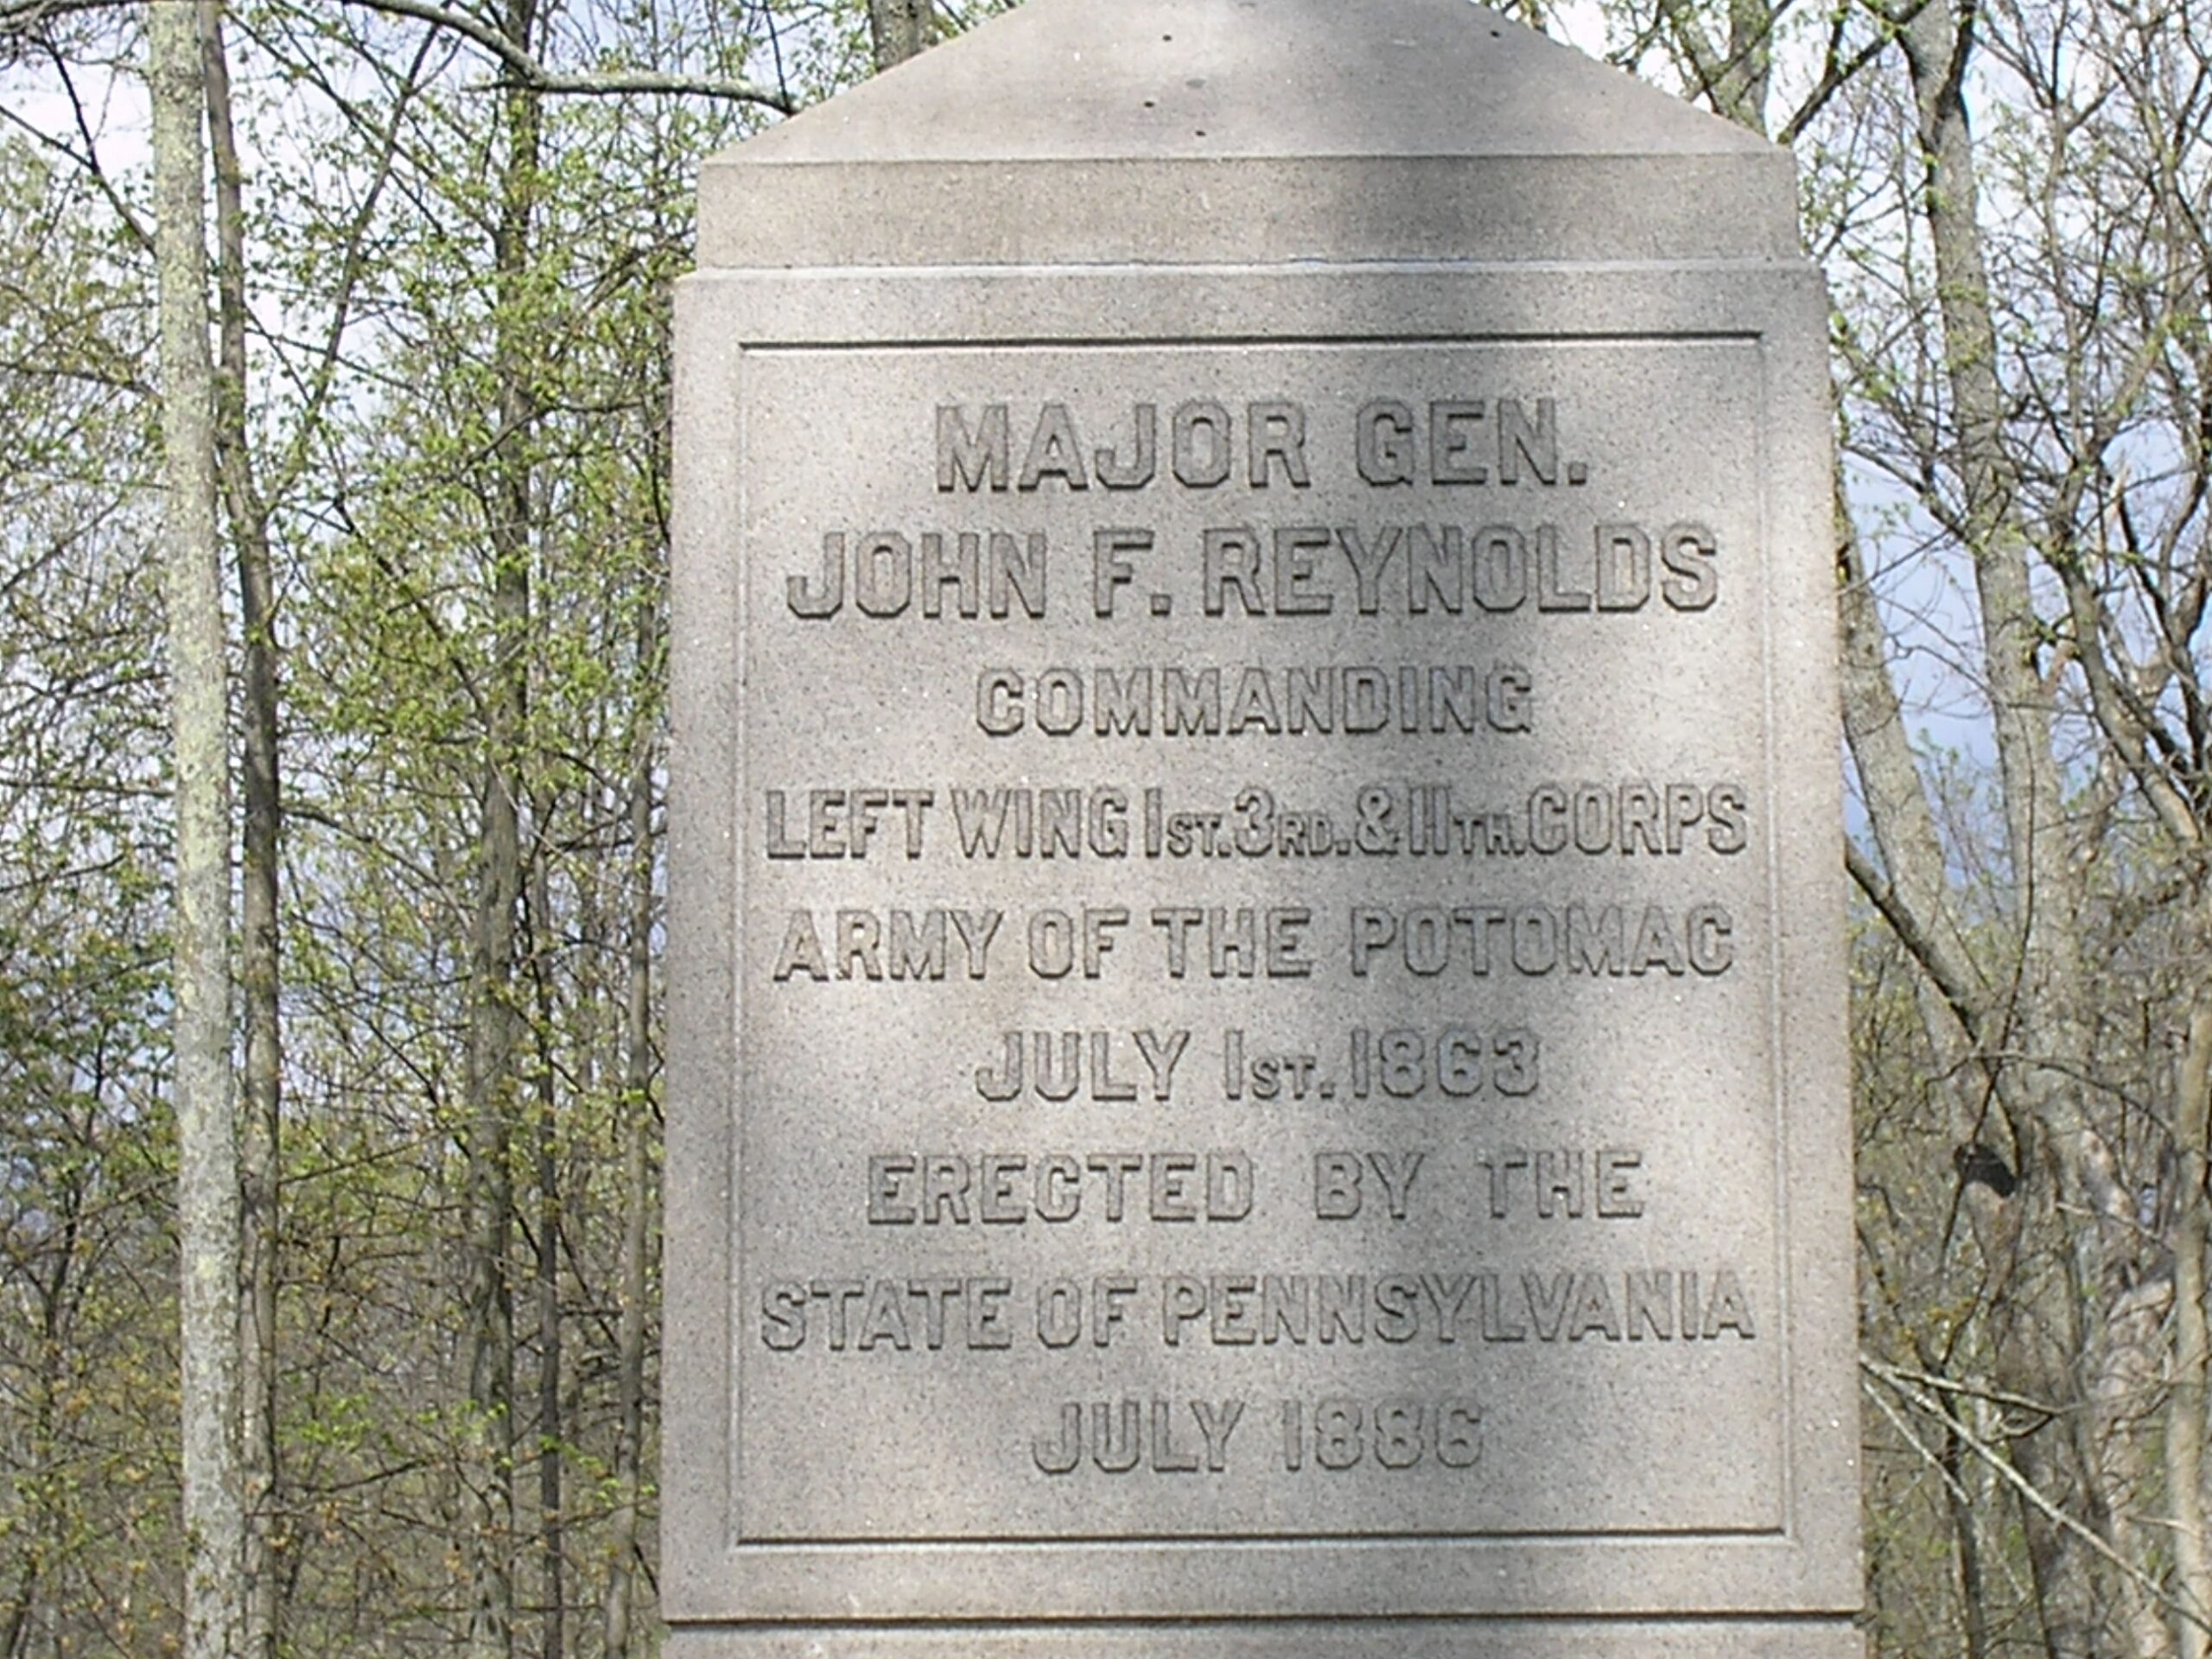 MAJOR GEN.
JOHN F. REYNOLDS
COMMANDING
LEFT WING 1ST. 3RD. & 11TH. CORPS
ARMY OF THE POTOMAC
JULY 1ST. 1863
ERECTED BY THE
STATE OF PENNSYLVANIA
JULY 1886